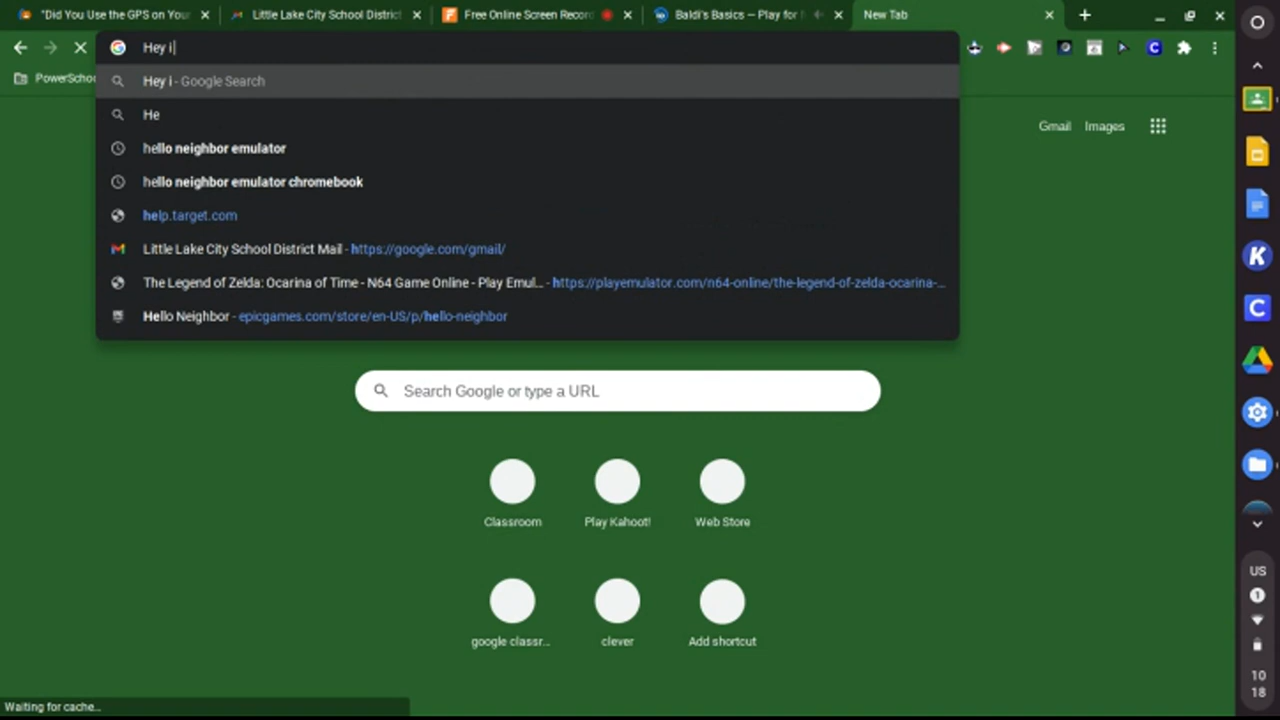 "Did You Use the GPS on Your
Little Lake City School District
Free Online Screen Record
Baldi's Basics – Play for
New Tab
Hey i
PowerSchoo
Hey i - Google Search
He
hello neighbor emulator
hello neighbor emulator chromebook
help.target.com
Little Lake City School District Mail - https://google.com/gmail/
The Legend of Zelda: Ocarina of Time - N64 Game Online - Play Emul... - https://playemulator.com/n64-online/the-legend-of-zelda-ocarina-...
Hello Neighbor - epicgames.com/store/en-US/p/hello-neighbor
Gmail Images
Search Google or type a URL
Classroom
Play Kahoot!
Web Store
google classr...
clever
Add shortcut
Waiting for cache...
K
C
C
US
1
10
18